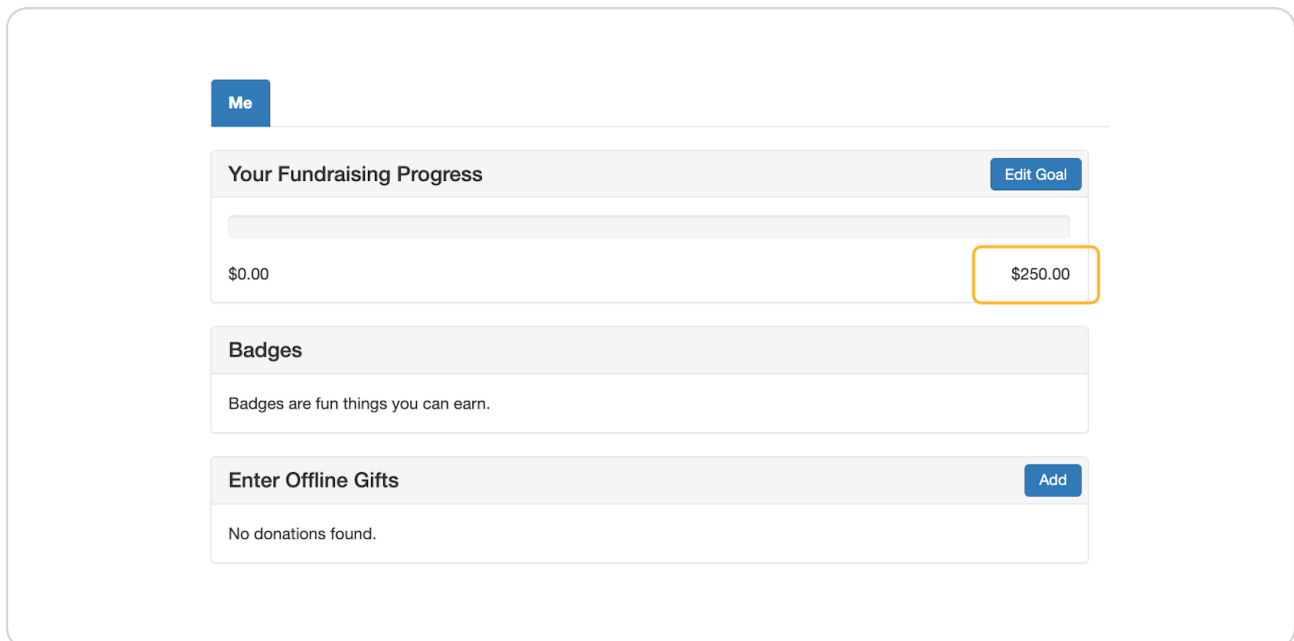 Me
Your Fundraising Progress
Edit Goal
$0.00
$250.00
Badges
Badges are fun things you can earn.
Enter Offline Gifts
Add
No donations found.